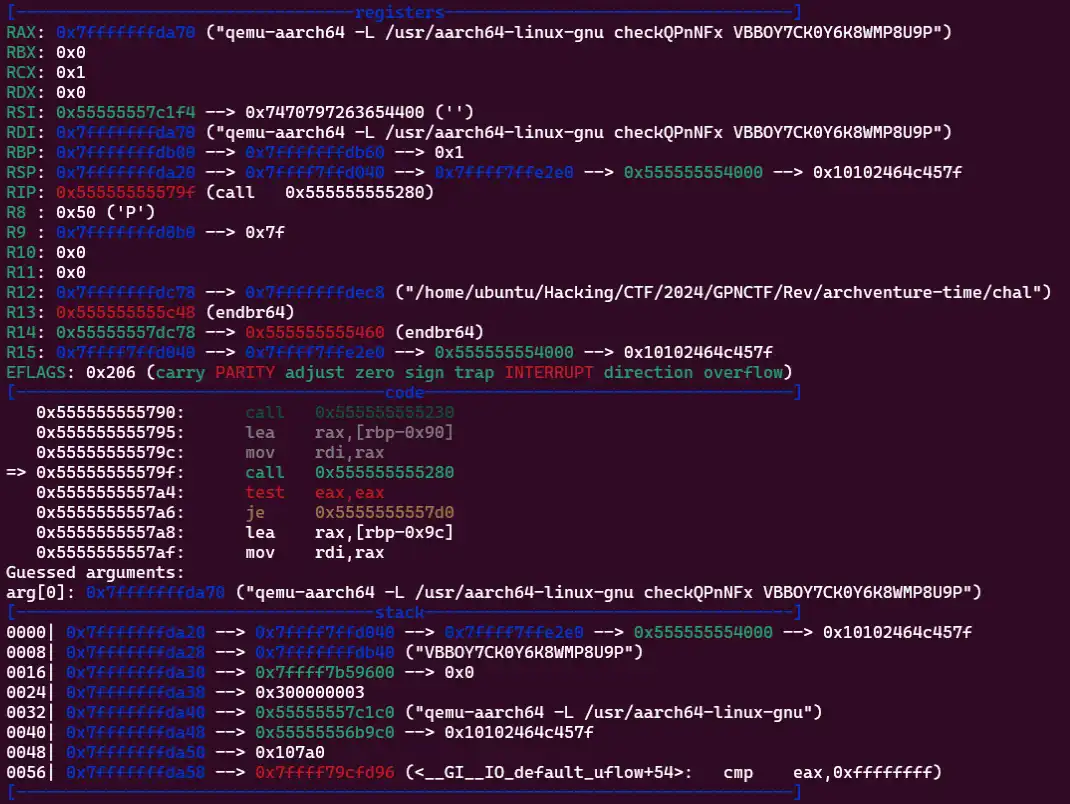 [----------------------------------registers-----------------------------------]
RAX: 0x7fffffffda70 ("qemu-aarch64 -L /usr/aarch64-linux-gnu checkQPnNFx VBBOY7CK0Y6K8WMP8U9P")
RBX: 0x0
RCX: 0x1
RDX: 0x0
RSI: 0x55555557c1f4 --> 0x7470797263654400 ('')
RDI: 0x7fffffffda70 ("qemu-aarch64 -L /usr/aarch64-linux-gnu checkQPnNFx VBBOY7CK0Y6K8WMP8U9P")
RBP: 0x7fffffffdb00 --> 0x7fffffffdb60 --> 0x1
RSP: 0x7fffffffda20 --> 0x7ffff7ffd040 --> 0x7ffff7ffe2e0 --> 0x555555554000 --> 0x10102464c457f
RIP: 0x55555555579f (call   0x555555555280)
R8 : 0x50 ('P')
R9 : 0x7fffffffd8b0 --> 0x7f
R10: 0x0
R11: 0x0
R12: 0x7fffffffdc78 --> 0x7fffffffdec8 ("/home/ubuntu/Hacking/CTF/2024/GPNCTF/Rev/archventure-time/chal")
R13: 0x555555555c48 (endbr64)
R14: 0x55555557dc78 --> 0x555555555460 (endbr64)
R15: 0x7ffff7ffd040 --> 0x7ffff7ffe2e0 --> 0x555555554000 --> 0x10102464c457f
EFLAGS: 0x206 (carry PARITY adjust zero sign trap INTERRUPT direction overflow)
[-------------------------------------code-------------------------------------]
   0x555555555790:      call   0x555555555230
   0x555555555795:      lea    rax,[rbp-0x90]
   0x55555555579c:      mov    rdi,rax
=> 0x55555555579f:      call   0x555555555280
   0x5555555557a4:      test   eax,eax
   0x5555555557a6:      je     0x5555555557d0
   0x5555555557a8:      lea    rax,[rbp-0x9c]
   0x5555555557af:      mov    rdi,rax
Guessed arguments:
arg[0]: 0x7fffffffda70 ("qemu-aarch64 -L /usr/aarch64-linux-gnu checkQPnNFx VBBOY7CK0Y6K8WMP8U9P")
[------------------------------------stack-------------------------------------]
0000| 0x7fffffffda20 --> 0x7ffff7ffd040 --> 0x7ffff7ffe2e0 --> 0x555555554000 --> 0x10102464c457f
0008| 0x7fffffffda28 --> 0x7fffffffdb40 ("VBBOY7CK0Y6K8WMP8U9P")
0016| 0x7fffffffda30 --> 0x7ffff7b59600 --> 0x0
0024| 0x7fffffffda38 --> 0x300000003
0032| 0x7fffffffda40 --> 0x55555557c1c0 ("qemu-aarch64 -L /usr/aarch64-linux-gnu")
0040| 0x7fffffffda48 --> 0x55555556b9c0 --> 0x10102464c457f
0048| 0x7fffffffda50 --> 0x107a0
0056| 0x7fffffffda58 --> 0x7ffff79cfd96 (<__GI__IO_default_uflow+54>:   cmp    eax,0xffffffff)
[------------------------------------------------------------------------------]